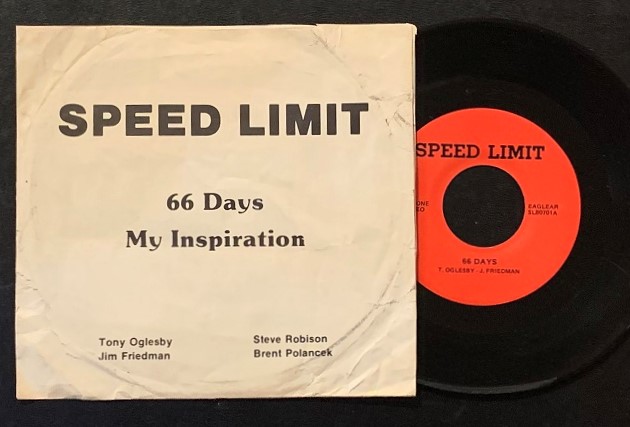 SPEED LIMIT
66 Days
My Inspiration
Tony Oglesby
Jim Friedman
Steve Robison
Brent Polancek
SPEED LIMIT
EAGLEAR
SL80701A
66 DAYS
T. OGLESBY - J. FRIEDMAN